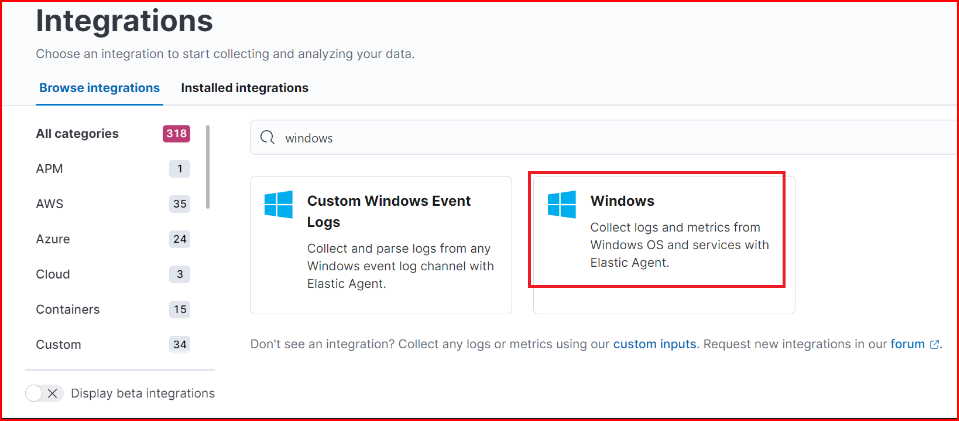 Integrations
Choose an integration to start collecting and analyzing your data.
Browse integrations
Installed integrations
All categories 318
APM 1
AWS 35
Azure 24
Cloud 3
Containers 15
Custom 34
Display beta integrations
windows
Custom Windows Event
Logs
Collect and parse logs from any
Windows event log channel with
Elastic Agent.
Windows
Collect logs and metrics from
Windows OS and services with
Elastic Agent.
Don't see an integration? Collect any logs or metrics using our custom inputs. Request new integrations in our forum.